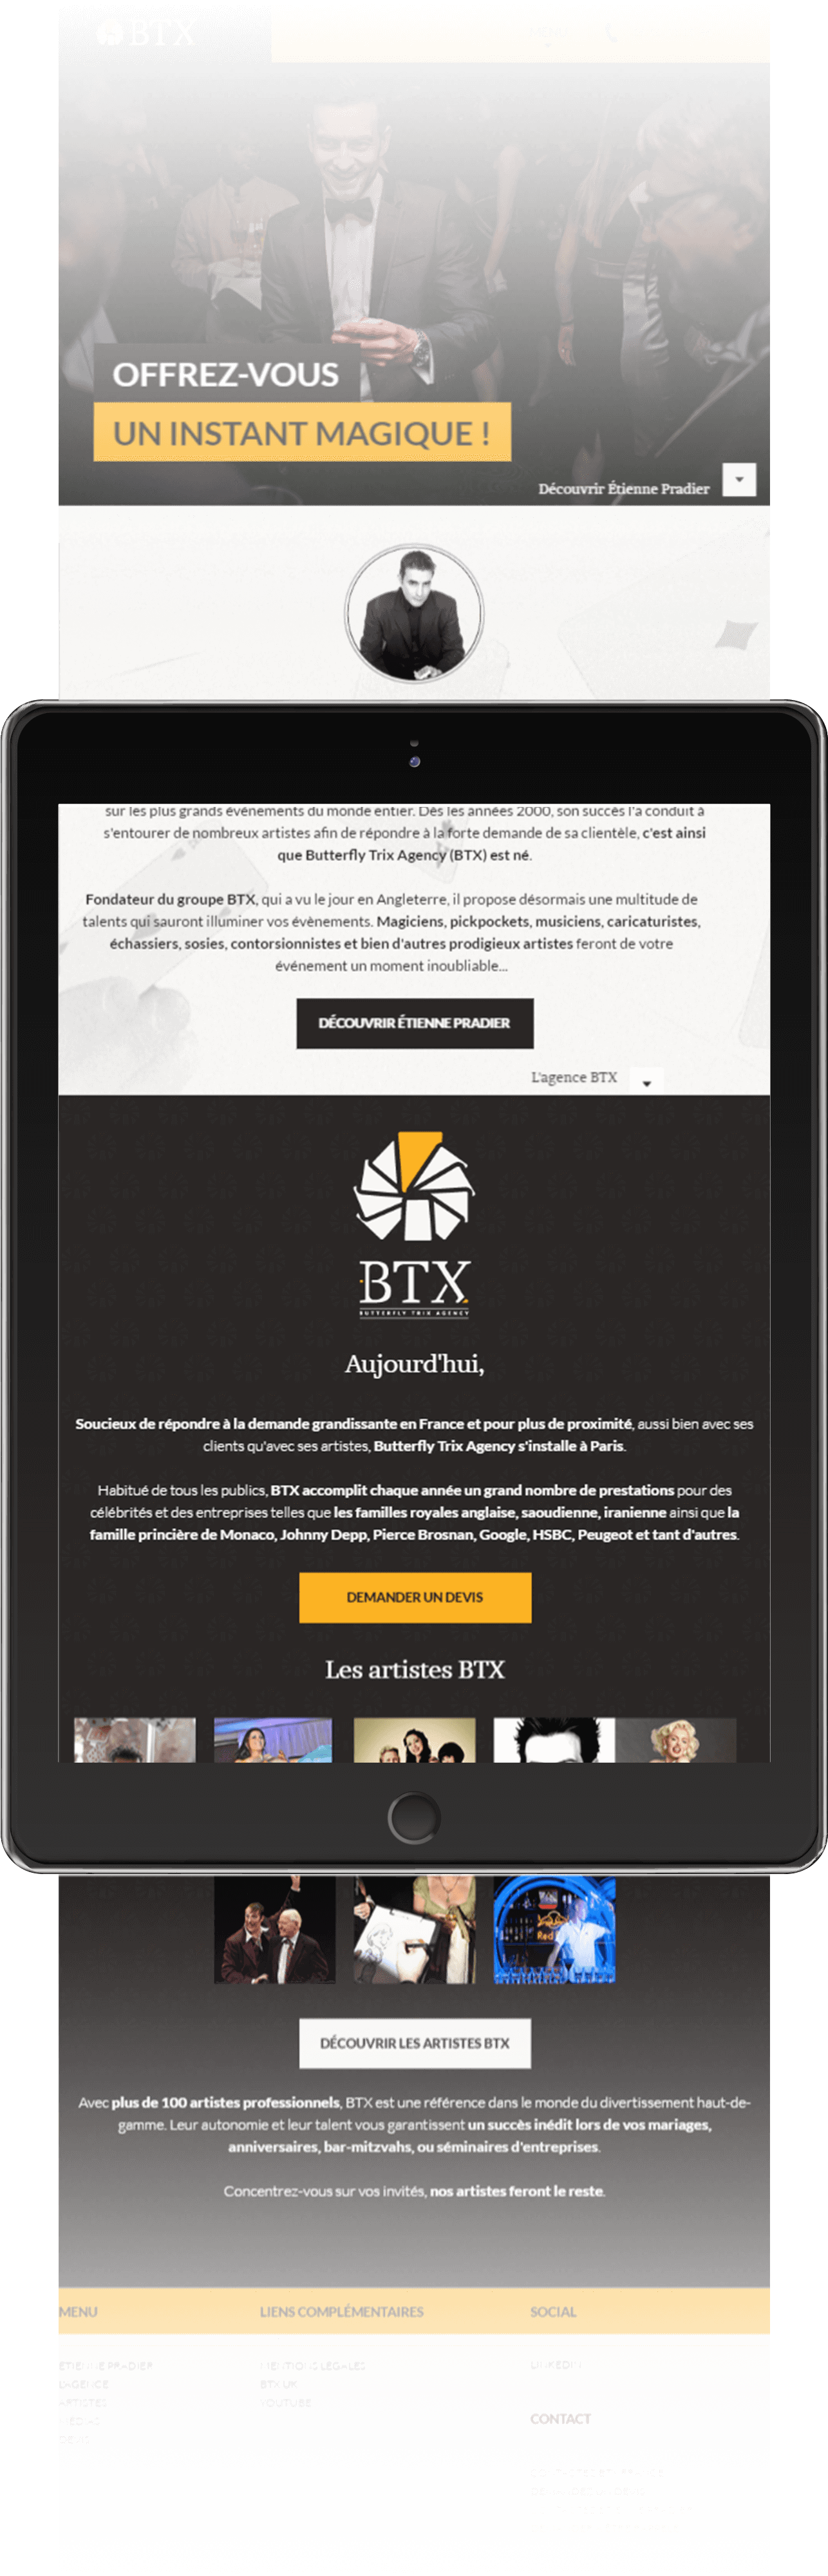 BTX
OFFREZ-VOUS
UN INSTANT MAGIQUE !
Découvrir Étienne Pradier
sur les plus grands événements du monde entier. Dès les années 2000, son succès l'a conduit à
s'entourer de nombreux artistes afin de répondre à la forte demande de sa clientèle, c'est ainsi
que Butterfly Trix Agency (BTX) est né.
Fondateur du groupe BTX, qui a vu le jour en Angleterre, il propose désormais une multitude de
talents qui sauront illuminer vos évènements. Magiciens, pickpockets, musiciens, caricaturistes,
échassiers, sosies, contorsionnistes et bien d'autres prodigieux artistes feront de votre
événement un moment inoubliable...
DÉCOUVRIR ÉTIENNE PRADIER
L'agence BTX
BTX
BUTTERFLY TRIX AGENCY
Aujourd'hui,
Soucieux de répondre à la demande grandissante en France et pour plus de proximité, aussi bien avec ses
clients qu'avec ses artistes, Butterfly Trix Agency s'installe à Paris.
Habitué de tous les publics, BTX accomplit chaque année un grand nombre de prestations pour des
célébrités et des entreprises telles que les familles royales anglaise, saoudienne, iranienne ainsi que la
famille princière de Monaco, Johnny Depp, Pierce Brosnan, Google, HSBC, Peugeot et tant d'autres.
DEMANDER UN DEVIS
Les artistes BTX
Red
DÉCOUVRIR LES ARTISTES BTX
Avec plus de 100 artistes professionnels, BTX est une référence dans le monde du divertissement haut-de-
gamme. Leur autonomie et leur talent vous garantissent un succès inédit lors de vos mariages,
anniversaires, bar-mitzvahs, ou séminaires d'entreprises.
Concentrez-vous sur vos invités, nos artistes feront le reste.
MENU LIENS COMPLÉMENTAIRES SOCIAL
ETIENNE PRADIER MENTIONS LÉGALES LINKEDIN
L'AGENCE BTX UK
ARTISTES YOUTUBE
CONTACT